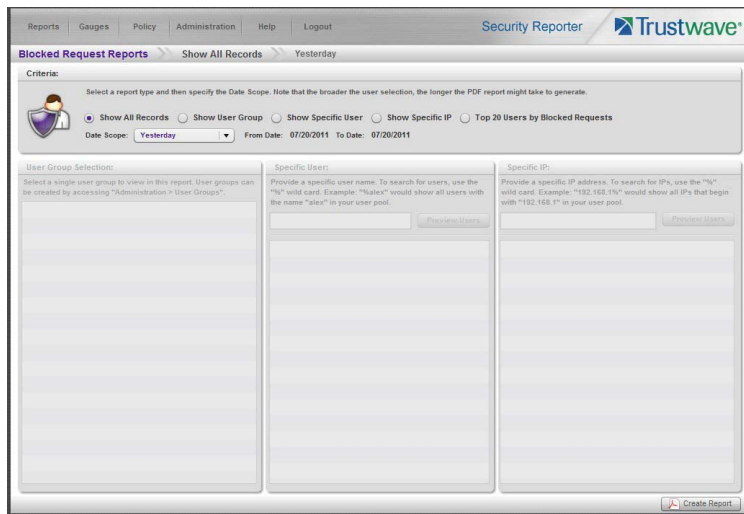 Reports Gauges Policy Administration Help Logout Security Reporter Trustwave®
Blocked Request Reports Show All Records Yesterday
Criteria:
Select a report type and then specify the Date Scope. Note that the broader the user selection, the longer the PDF report might take to generate.
Show All Records Show User Group Show Specific User Show Specific IP Top 20 Users by Blocked Requests
Date Scope: Yesterday From Date: 07/20/2011 To Date: 07/20/2011
User Group Selection:
Select a single user group to view in this report. User groups can
be created by accessing "Administration > User Groups".
Specific User:
Provide a specific user name. To search for users, use the
"%" wild card. Example: "%alex" would show all users with
the name "alex" in your user pool.
Preview Users
Specific IP:
Provide a specific IP address. To search for IPs, use the "%"
wild card. Example: "192.168.1%" would show all IPs that begin
with "192.168.1" in your user pool.
Preview Users
Create Report